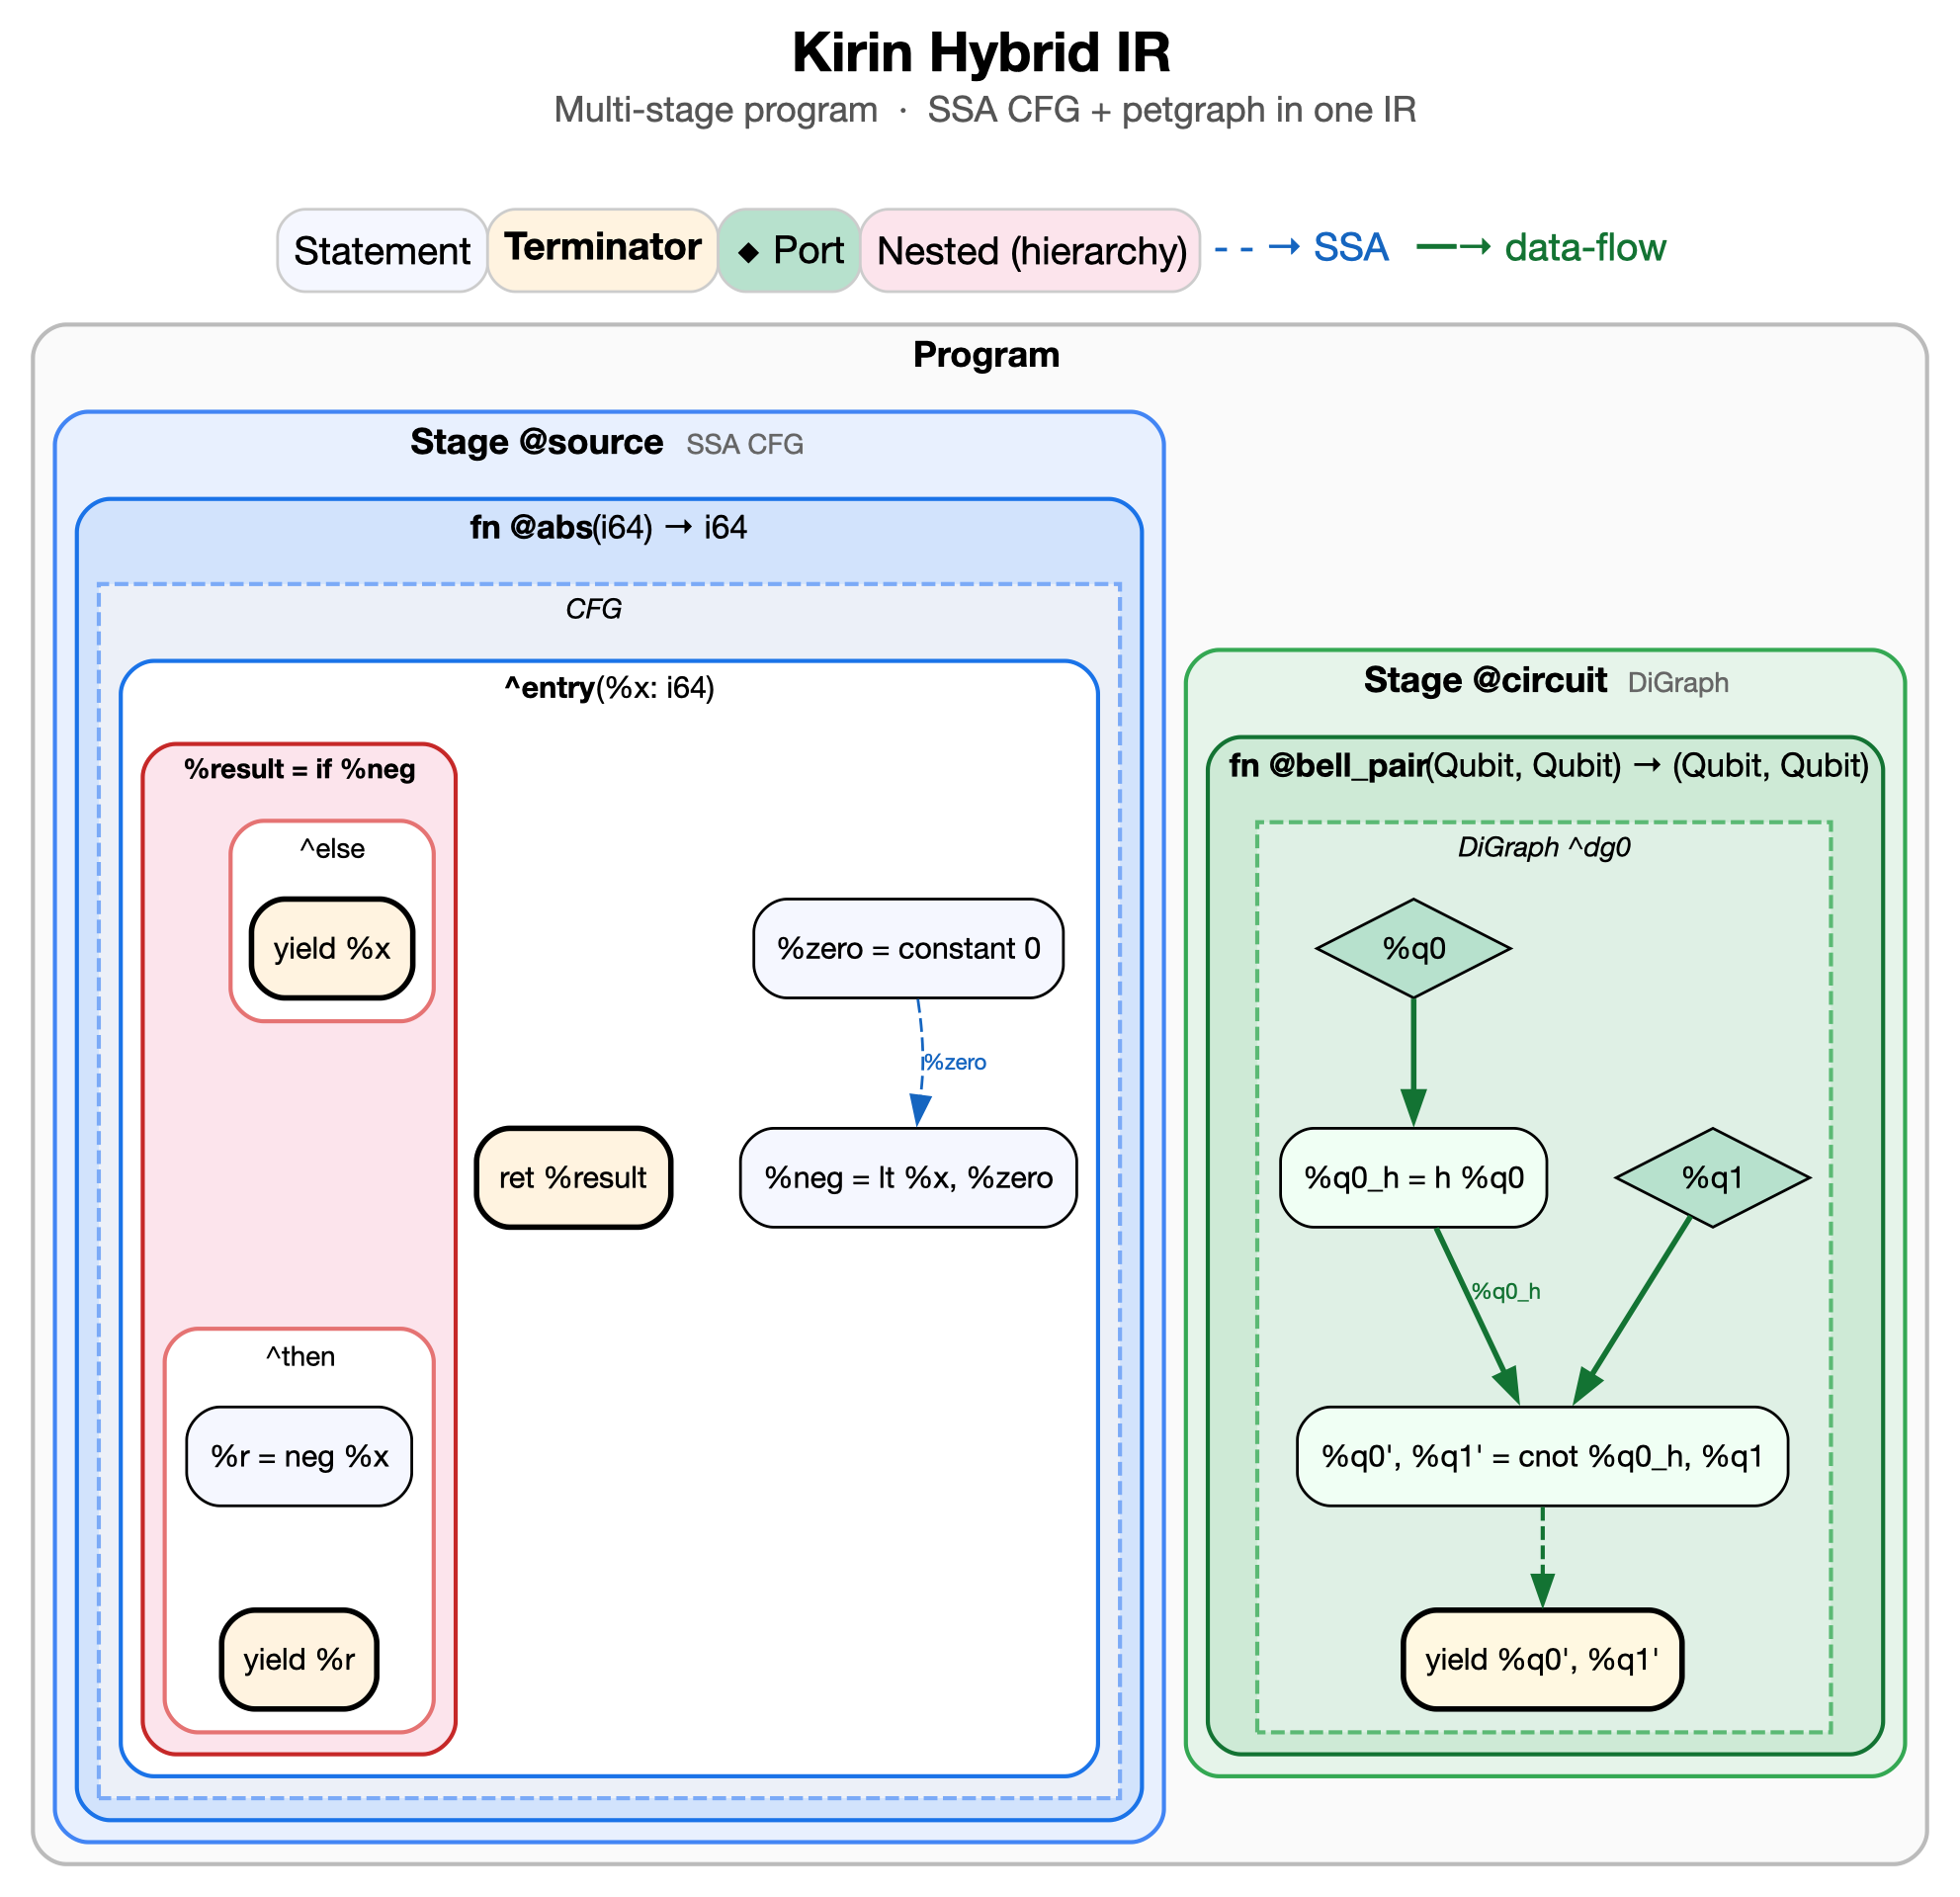 Kirin Hybrid IR
Multi-stage program · SSA CFG + petgraph in one IR
Statement
Terminator
◆ Port
Nested (hierarchy)
- - → SSA
—→ data-flow
Program
Stage @source SSA CFG
fn @abs(i64) → i64
CFG
^entry(%x: i64)
%result = if %neg
^else
yield %x
%zero = constant 0
%zero
ret %result
%neg = lt %x, %zero
^then
%r = neg %x
yield %r
Stage @circuit DiGraph
fn @bell_pair(Qubit, Qubit) → (Qubit, Qubit)
DiGraph ^dg0
%q0
%q0_h = h %q0
%q1
%q0_h
%q0', %q1' = cnot %q0_h, %q1
yield %q0', %q1'